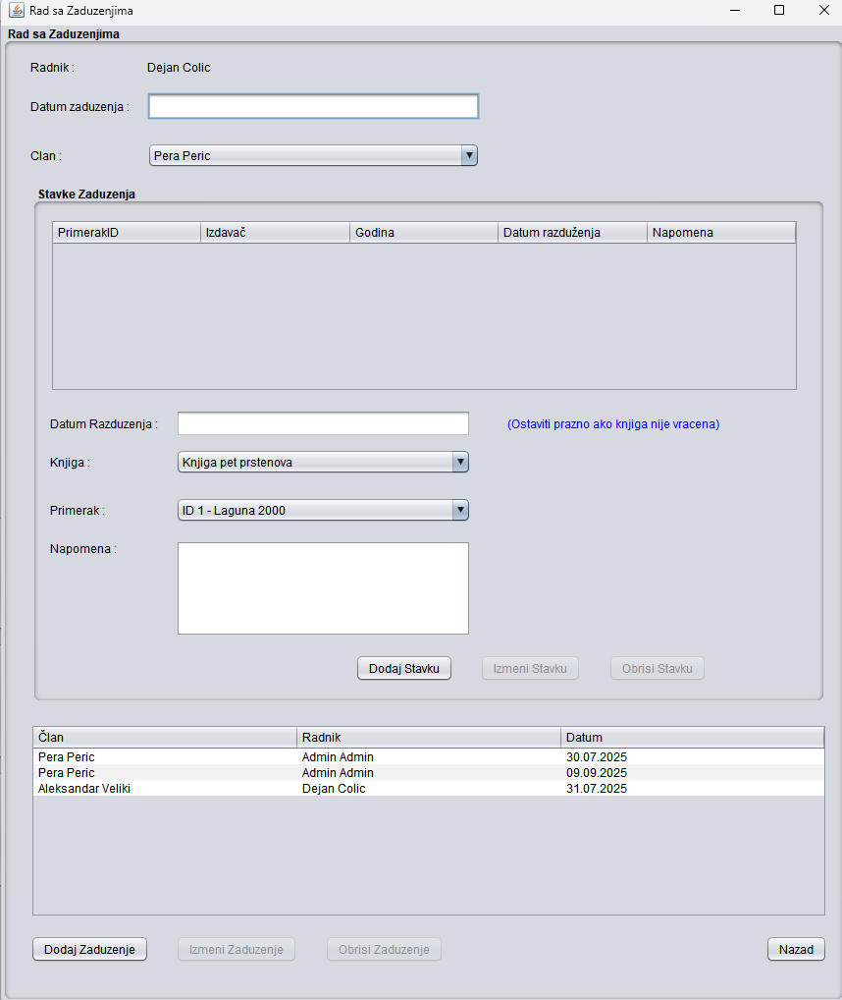 Rad sa Zaduzenjima
Rad sa Zaduzenjima
Radnik : Dejan Colic
Datum zaduzenja :
Clan : Pera Peric
Stavke Zaduzenja
PrimerakID Izdavač Godina Datum razduženja Napomena
Datum Razduzenja : (Ostaviti prazno ako knjiga nije vracena)
Knjiga : Knjiga pet prstenova
Primerak : ID 1 - Laguna 2000
Napomena :
Dodaj Stavku Izmeni Stavku Obrisi Stavku
Član Radnik Datum
Pera Peric Admin Admin 30.07.2025
Pera Peric Admin Admin 09.09.2025
Aleksandar Veliki Dejan Colic 31.07.2025
Dodaj Zaduzenje Izmeni Zaduzenje Obrisi Zaduzenje Nazad